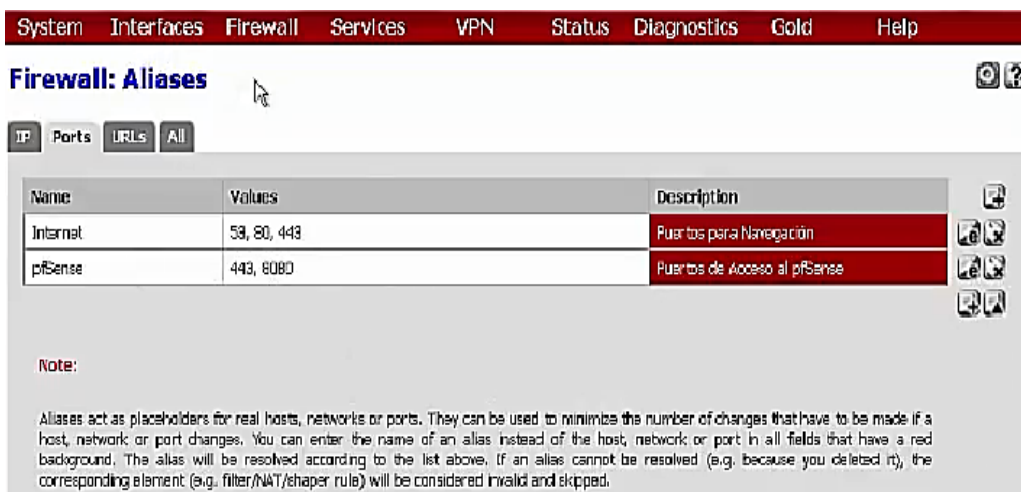 System Interfaces Firewall Services VPN Status Diagnostics Gold Help
Firewall: Aliases
IP Ports URLs All
Name Values Description
Internet 53, 80, 443 Puertos para Navegación
pfSense 443, 8080 Puertos de Acceso al pfSense
Note:
Aliases act as placeholders for real hosts, networks or ports. They can be used to minimize the number of changes that have to be made if a
host, network or port changes. You can enter the name of an alias instead of the host, network or port in all fields that have a red
background. The alias will be resolved according to the list above. If an alias cannot be resolved (e.g. because you deleted it), the
corresponding element (e.g. filter/NAT/shaper rule) will be considered invalid and skipped.